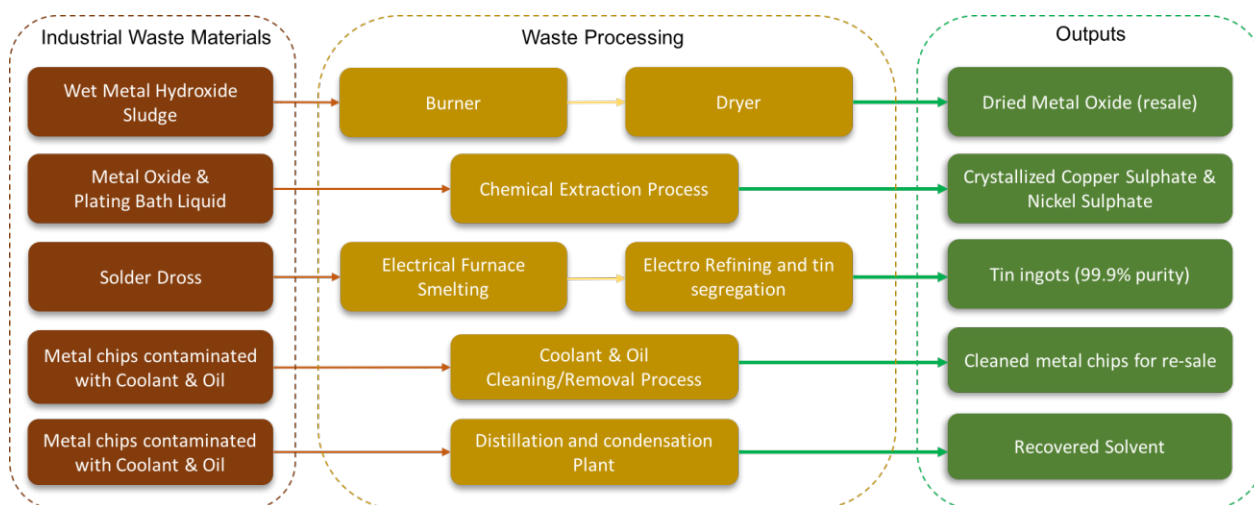 Industrial Waste Materials
Waste Processing
Outputs
Wet Metal Hydroxide
Sludge
Burner
Dryer
Dried Metal Oxide (resale)
Metal Oxide &
Plating Bath Liquid
Chemical Extraction Process
Crystallized Copper Sulphate &
Nickel Sulphate
Solder Dross
Electrical Furnace
Smelting
Electro Refining and tin
segregation
Tin ingots (99.9% purity)
Metal chips contaminated
with Coolant & Oil
Coolant & Oil
Cleaning/Removal Process
Cleaned metal chips for re-sale
Metal chips contaminated
with Coolant & Oil
Distillation and condensation
Plant
Recovered Solvent